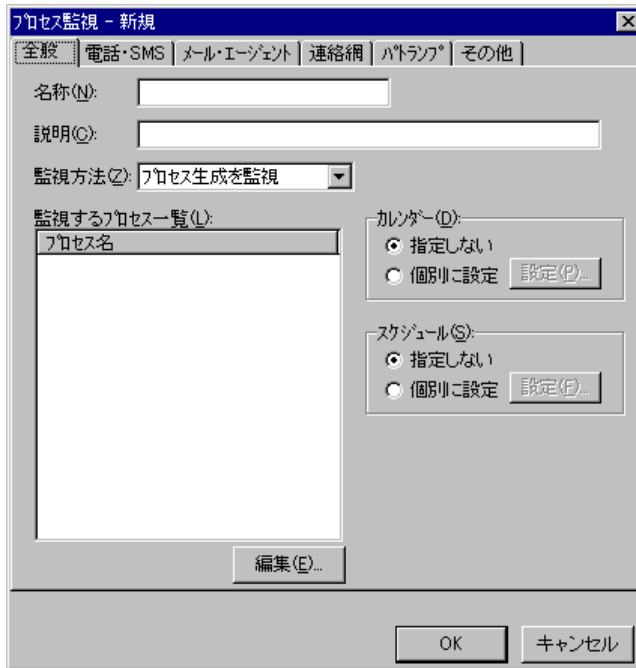 ﾌﾟﾛｾｽ監視 - 新規
全般 電話・SMS ﾒｰﾙ・ｴｰｼﾞｪﾝﾄ 連絡網 ﾊﾟﾄﾗﾝﾌﾟ その他
名称(N):
説明(C):
監視方法(Z): ﾌﾟﾛｾｽ生成を監視
監視するﾌﾟﾛｾｽ一覧(L):
ﾌﾟﾛｾｽ名
編集(E)...
ｶﾚﾝﾀﾞｰ(D):
指定しない
個別に設定 設定(P)...
ｽｹｼﾞｭｰﾙ(S):
指定しない
個別に設定 設定(F)...
OK キャンセル